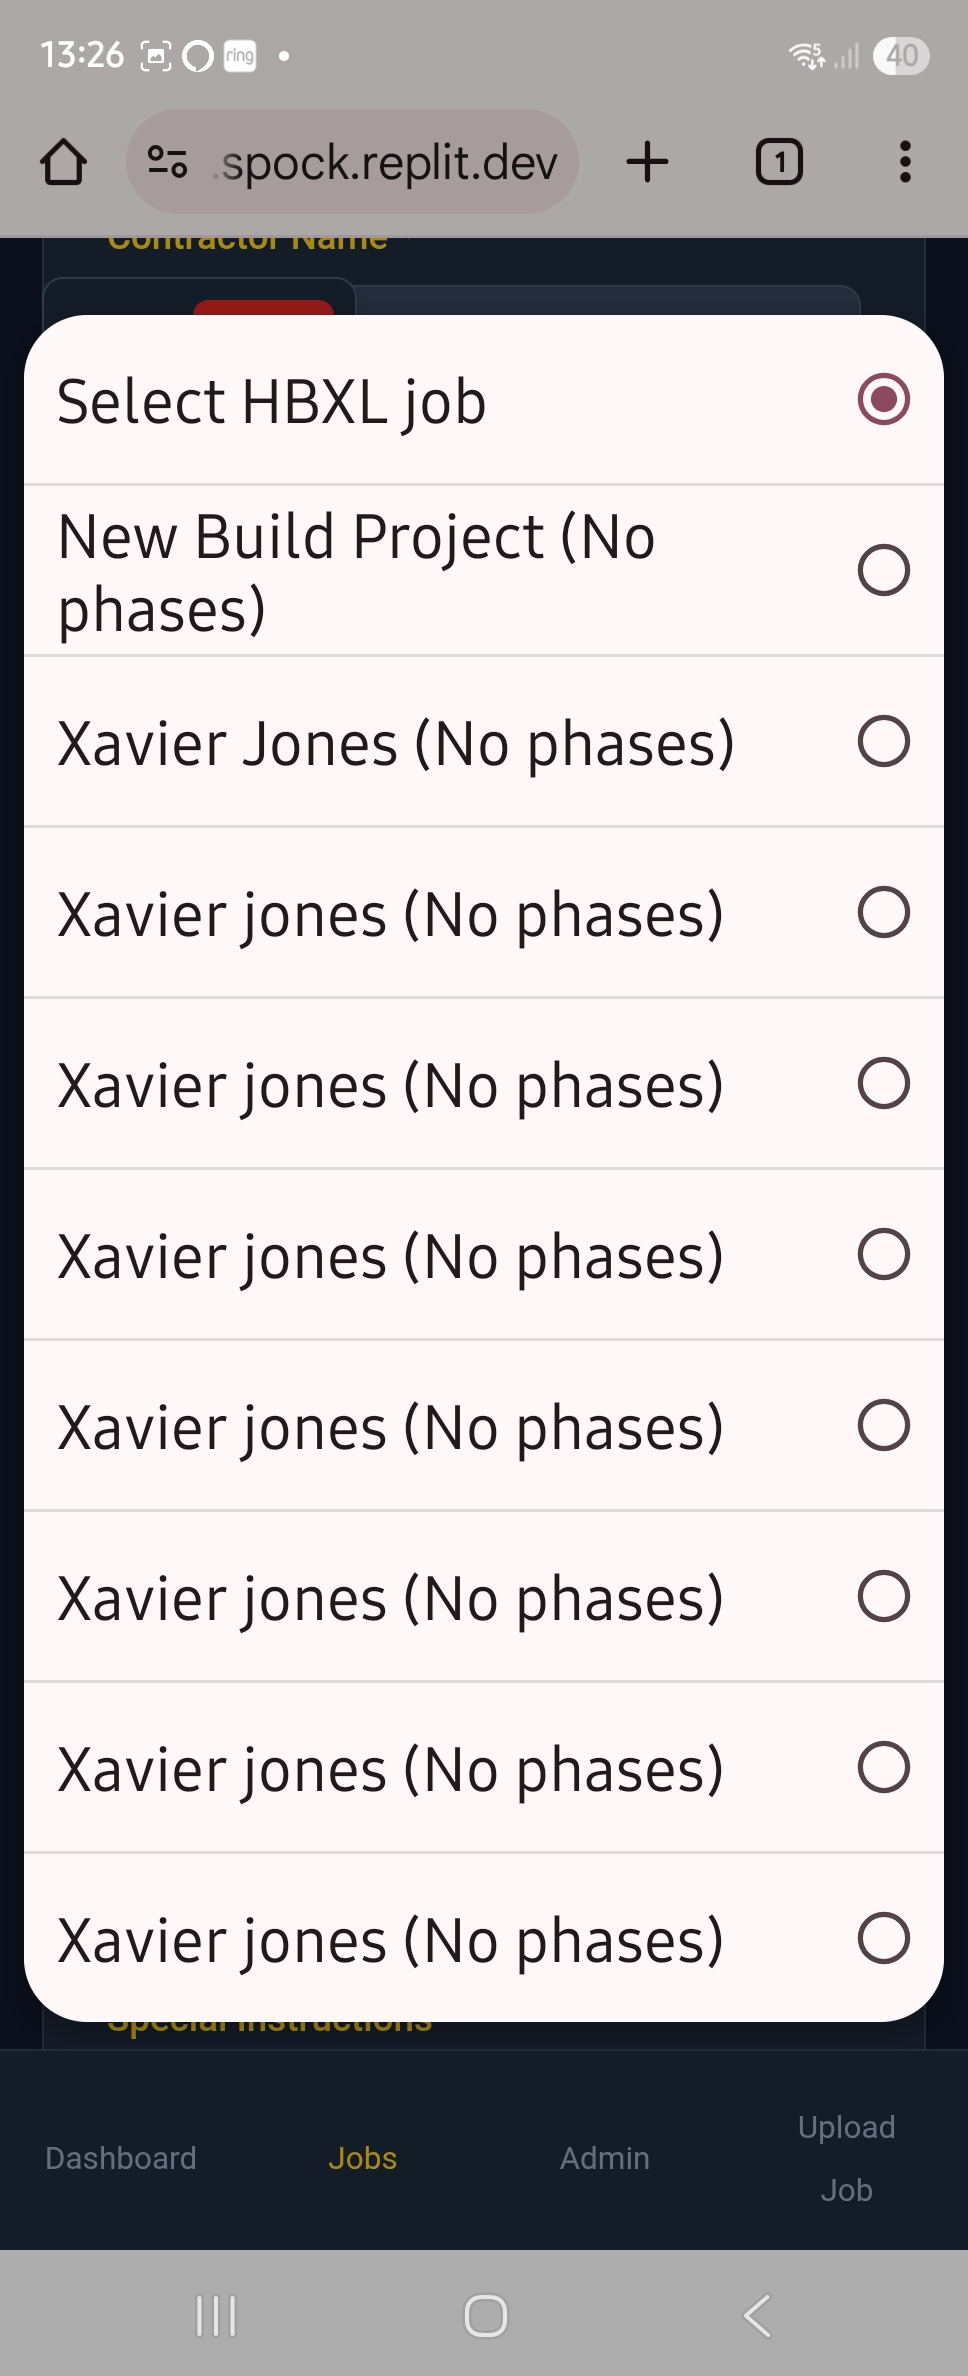 13:26
ring
5
40
.spock.replit.dev
1
Contractor Name
Select HBXL job
New Build Project (No
phases)
Xavier Jones (No phases)
Xavier jones (No phases)
Xavier jones (No phases)
Xavier jones (No phases)
Xavier jones (No phases)
Xavier jones (No phases)
Xavier jones (No phases)
Xavier jones (No phases)
Special Instructions
Dashboard
Jobs
Admin
Upload
Job